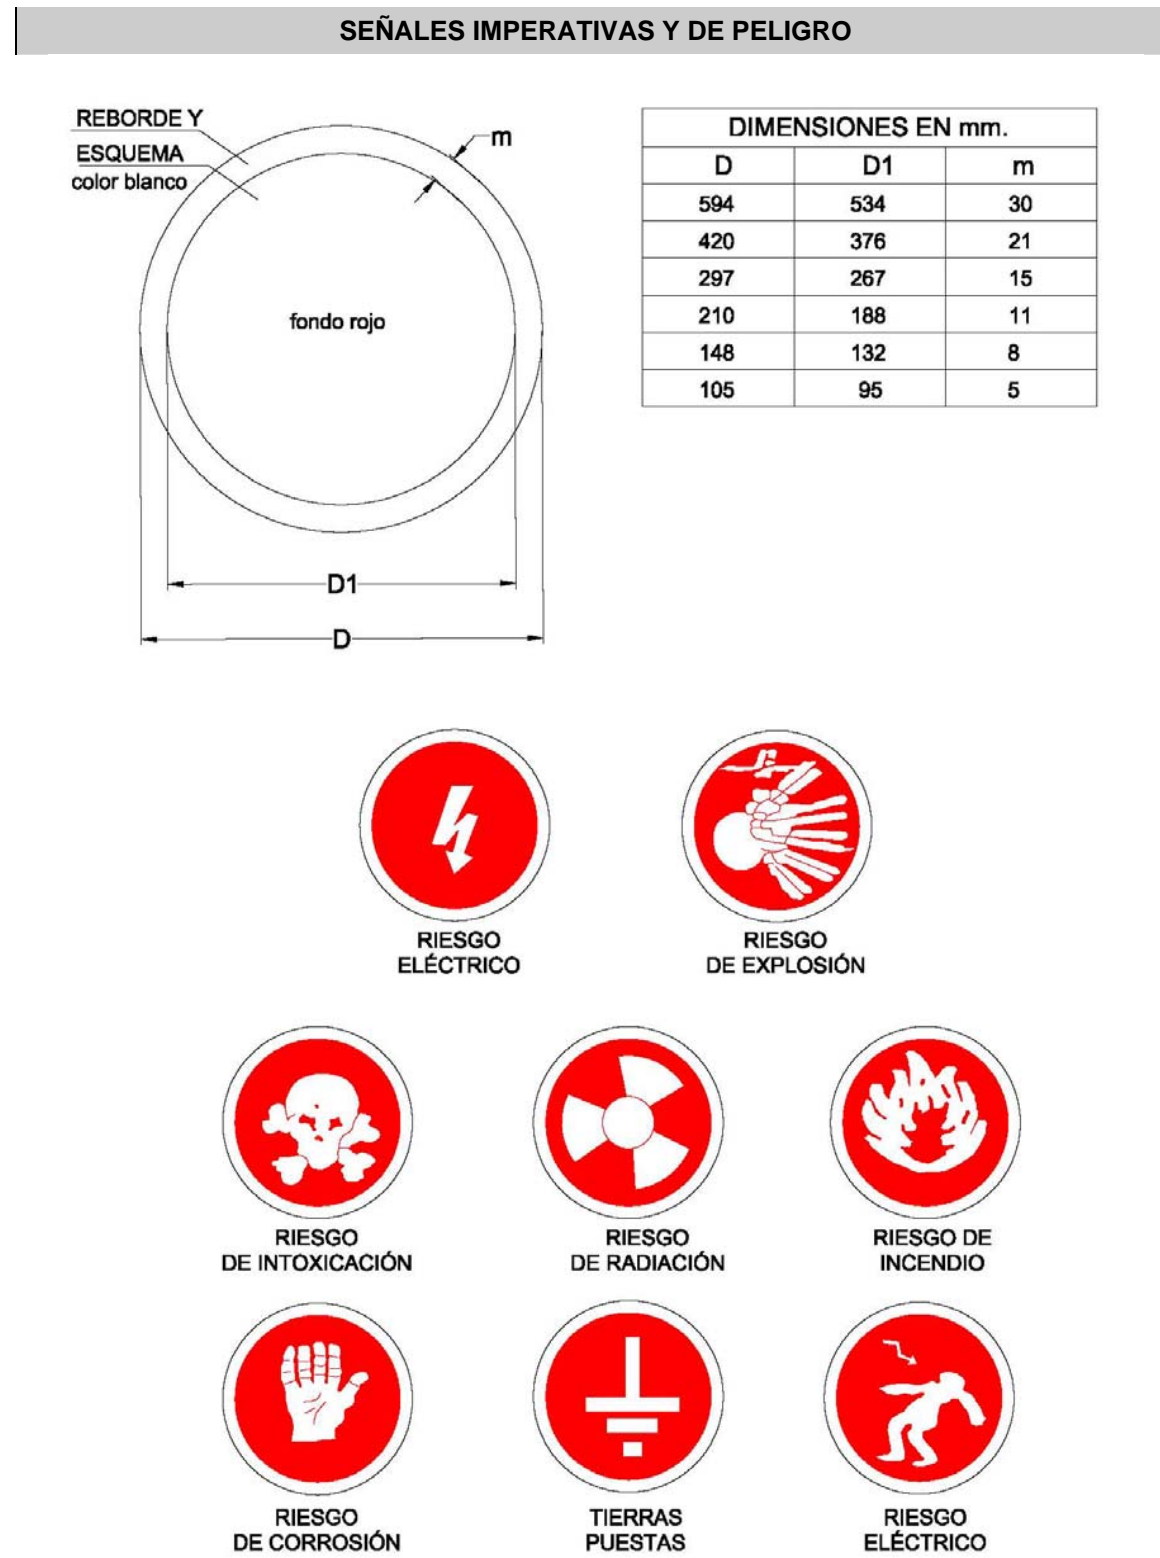 SEÑALES IMPERATIVAS Y DE PELIGRO
REBORDE Y
ESQUEMA
color blanco
m
fondo rojo
D1
D
DIMENSIONES EN mm.
D D1 m
594 534 30
420 376 21
297 267 15
210 188 11
148 132 8
105 95 5
RIESGO
ELÉCTRICO
RIESGO
DE EXPLOSIÓN
RIESGO
DE INTOXICACIÓN
RIESGO
DE RADIACIÓN
RIESGO DE
INCENDIO
RIESGO
DE CORROSIÓN
TIERRAS
PUESTAS
RIESGO
ELÉCTRICO